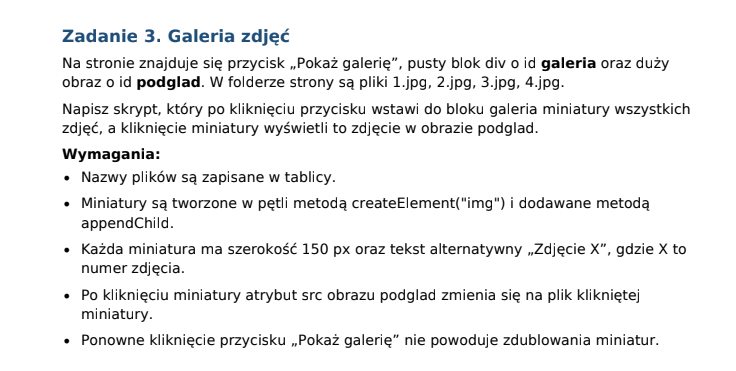 Zadanie 3. Galeria zdjęć
Na stronie znajduje się przycisk „Pokaż galerię”, pusty blok div o id galeria oraz duży
obraz o id podglad. W folderze strony są pliki 1.jpg, 2.jpg, 3.jpg, 4.jpg.
Napisz skrypt, który po kliknięciu przycisku wstawi do bloku galeria miniatury wszystkich
zdjęć, a kliknięcie miniatury wyświetli to zdjęcie w obrazie podglad.
Wymagania:
• Nazwy plików są zapisane w tablicy.
• Miniatury są tworzone w pętli metodą createElement("img") i dodawane metodą
appendChild.
• Każda miniatura ma szerokość 150 px oraz tekst alternatywny „Zdjęcie X”, gdzie X to
numer zdjęcia.
• Po kliknięciu miniatury atrybut src obrazu podglad zmienia się na plik klikniętej
miniatury.
• Ponowne kliknięcie przycisku „Pokaż galerię” nie powoduje zdublowania miniatur.